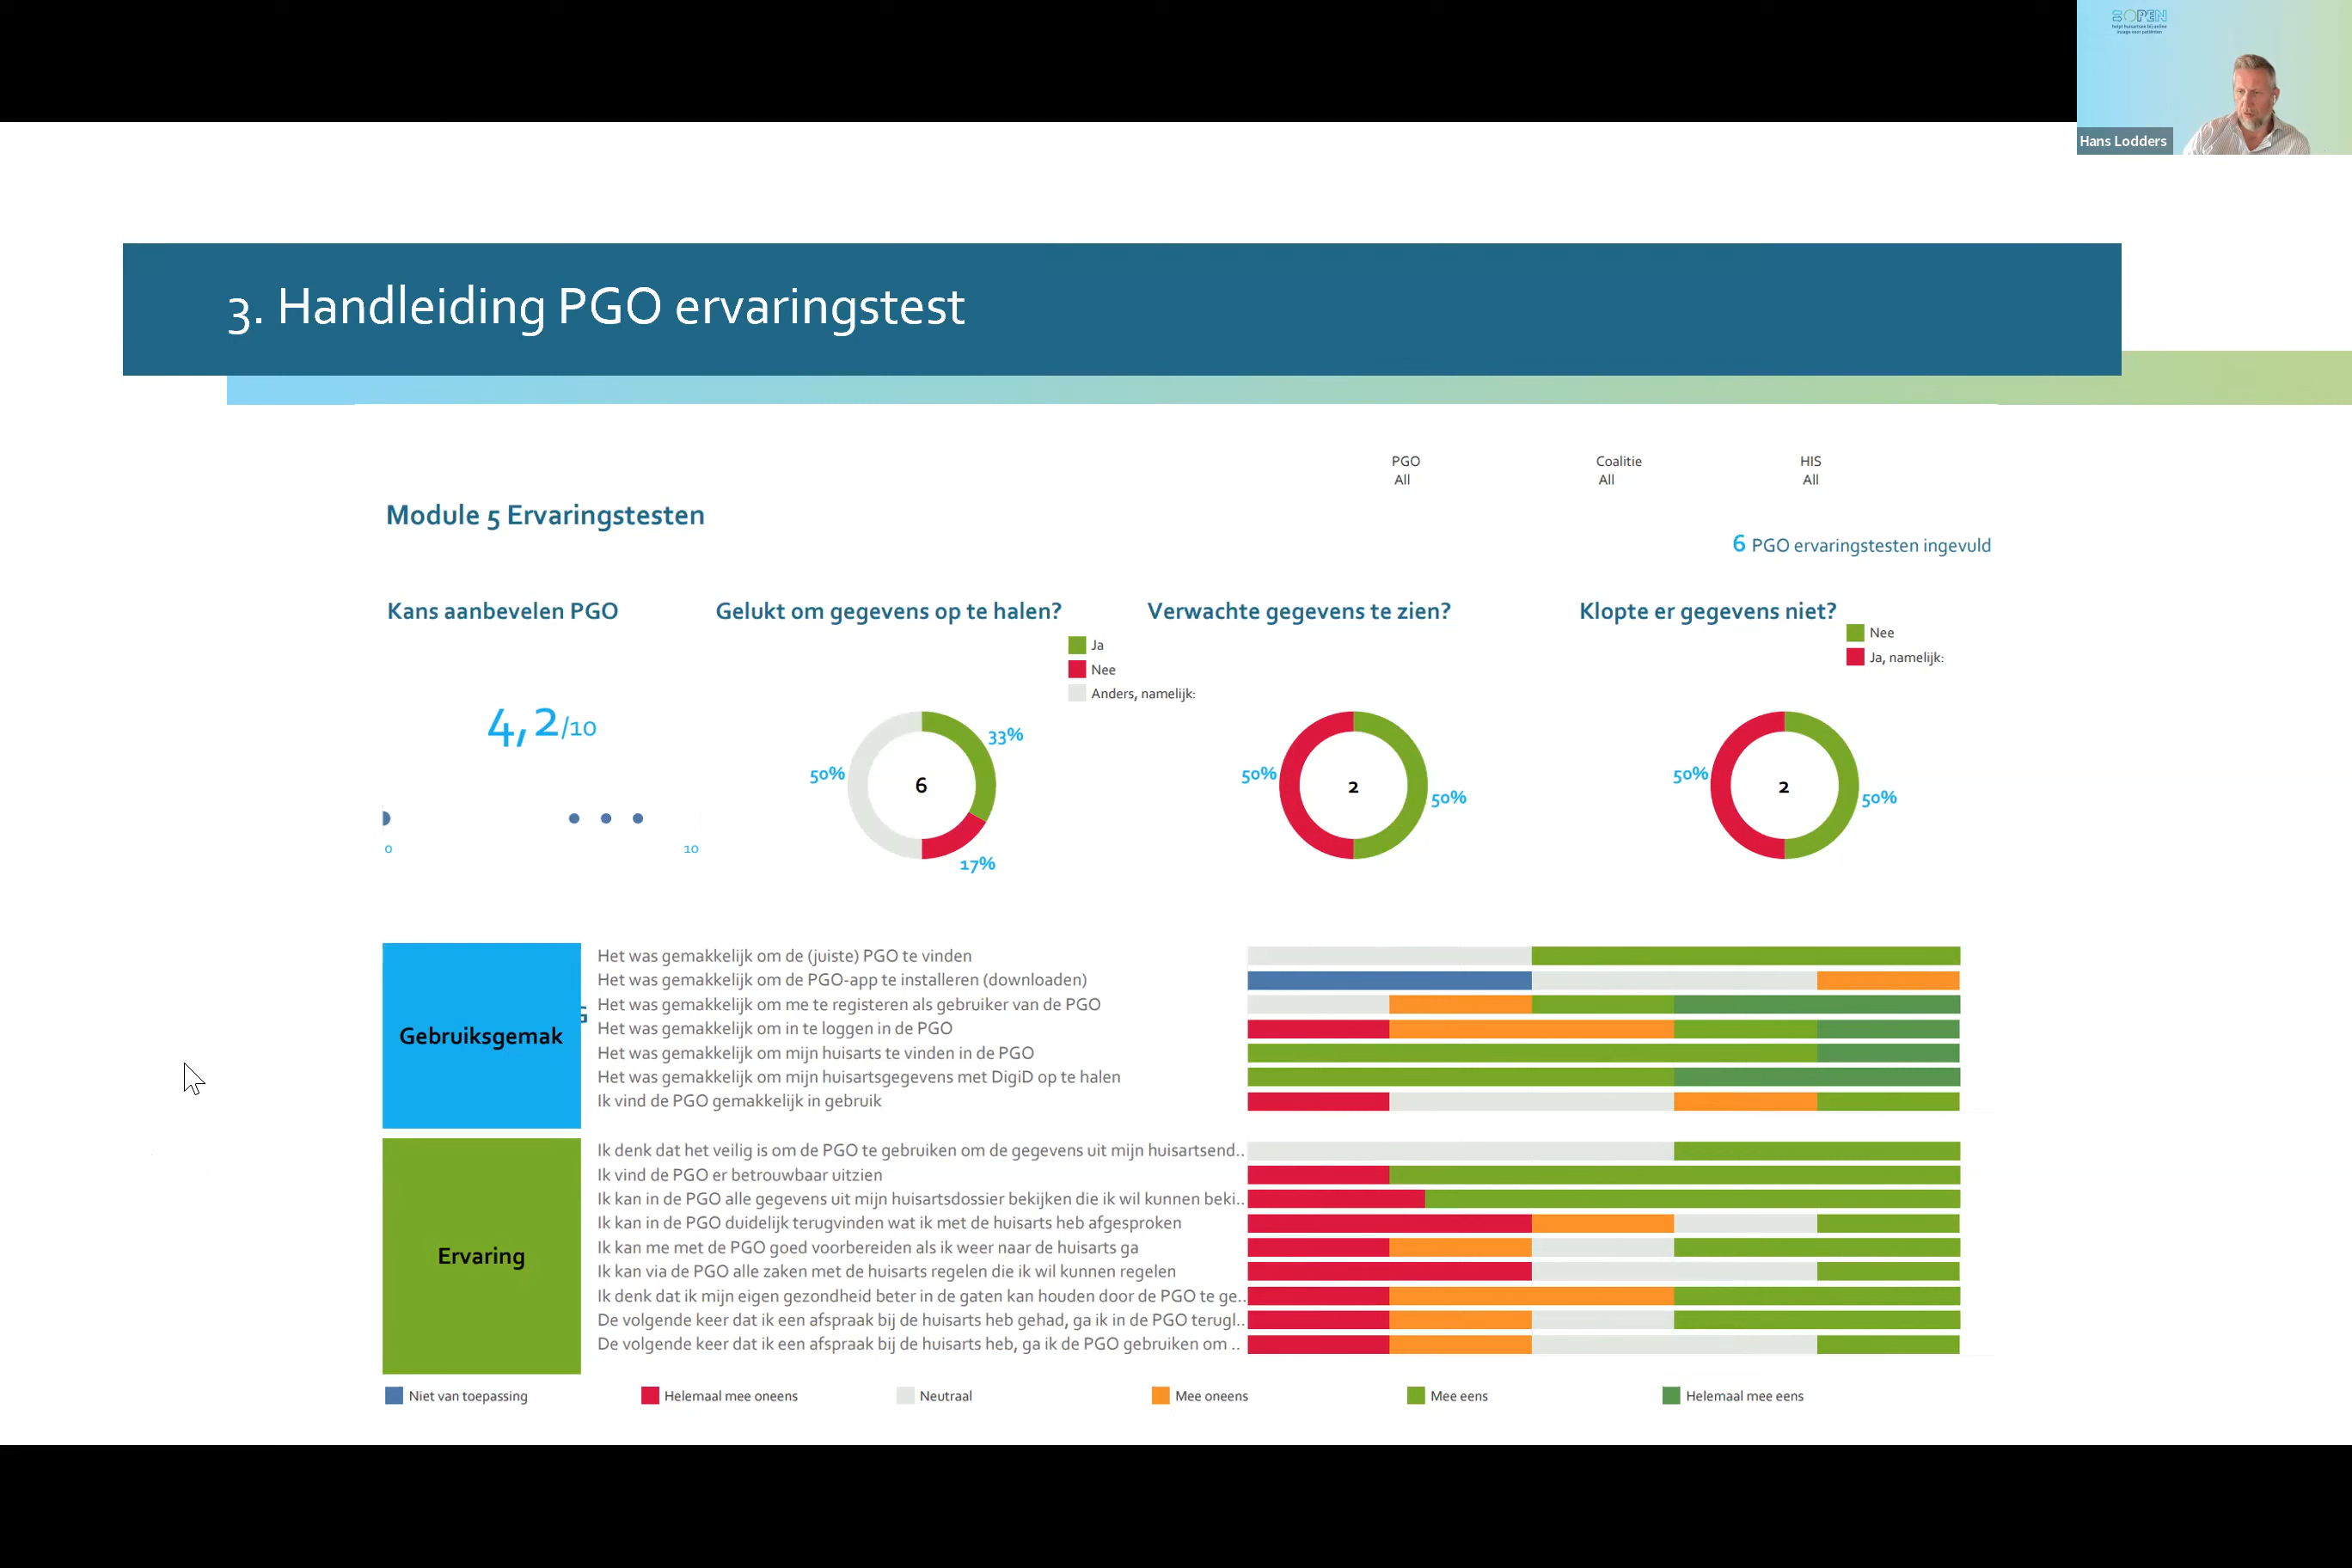 OPEN
helpt huisartsen bij online
inzage voor patiënten
Hans Lodders
3. Handleiding PGO ervaringstest
PGO
All
Coalitie
All
HIS
All
Module 5 Ervaringstesten
6 PGO ervaringstesten ingevuld
Kans aanbevelen PGO
4,2/10
0
10
Gelukt om gegevens op te halen?
Ja
Nee
Anders, namelijk:
50%
33%
6
17%
Verwachte gegevens te zien?
50%
2
50%
Klopte er gegevens niet?
Nee
Ja, namelijk:
50%
2
50%
Gebruiksgemak
Het was gemakkelijk om de (juiste) PGO te vinden
Het was gemakkelijk om de PGO-app te installeren (downloaden)
Het was gemakkelijk om me te registeren als gebruiker van de PGO
Het was gemakkelijk om in te loggen in de PGO
Het was gemakkelijk om mijn huisarts te vinden in de PGO
Het was gemakkelijk om mijn huisartsgegevens met DigiD op te halen
Ik vind de PGO gemakkelijk in gebruik
Ervaring
Ik denk dat het veilig is om de PGO te gebruiken om de gegevens uit mijn huisartsend..
Ik vind de PGO er betrouwbaar uitzien
Ik kan in de PGO alle gegevens uit mijn huisartsdossier bekijken die ik wil kunnen beki..
Ik kan in de PGO duidelijk terugvinden wat ik met de huisarts heb afgesproken
Ik kan me met de PGO goed voorbereiden als ik weer naar de huisarts ga
Ik kan via de PGO alle zaken met de huisarts regelen die ik wil kunnen regelen
Ik denk dat ik mijn eigen gezondheid beter in de gaten kan houden door de PGO te ge..
De volgende keer dat ik een afspraak bij de huisarts heb gehad, ga ik in de PGO terugl..
De volgende keer dat ik een afspraak bij de huisarts heb, ga ik de PGO gebruiken om ..
Niet van toepassing
Helemaal mee oneens
Neutraal
Mee oneens
Mee eens
Helemaal mee eens